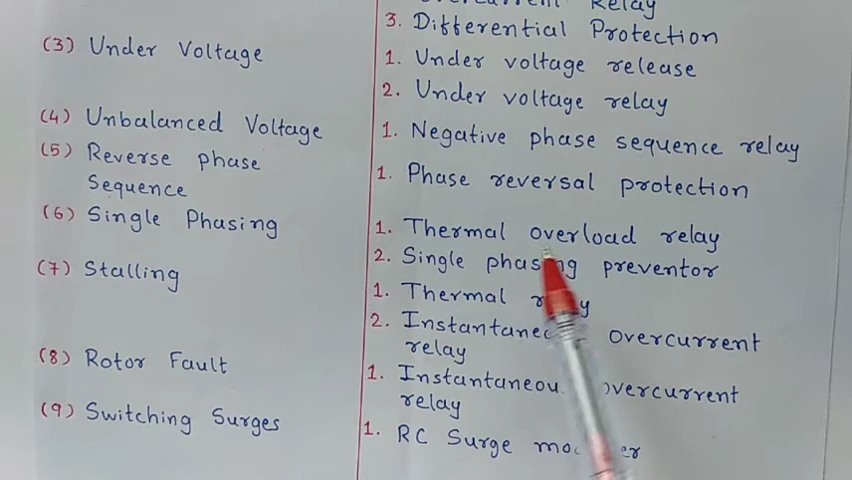 Relay
3. Differential Protection
(3) Under Voltage
1. Under voltage release
2. Under voltage relay
(4) Unbalanced Voltage
1. Negative phase sequence relay
(5) Reverse phase
Sequence
1. Phase reversal protection
(6) Single Phasing
1. Thermal overload relay
2. Single phasing preventor
(7) Stalling
1. Thermal
2. overcurrent
relay
(8) Rotor Fault
1. overcurrent
relay
(9) Switching Surges
1. RC Surge